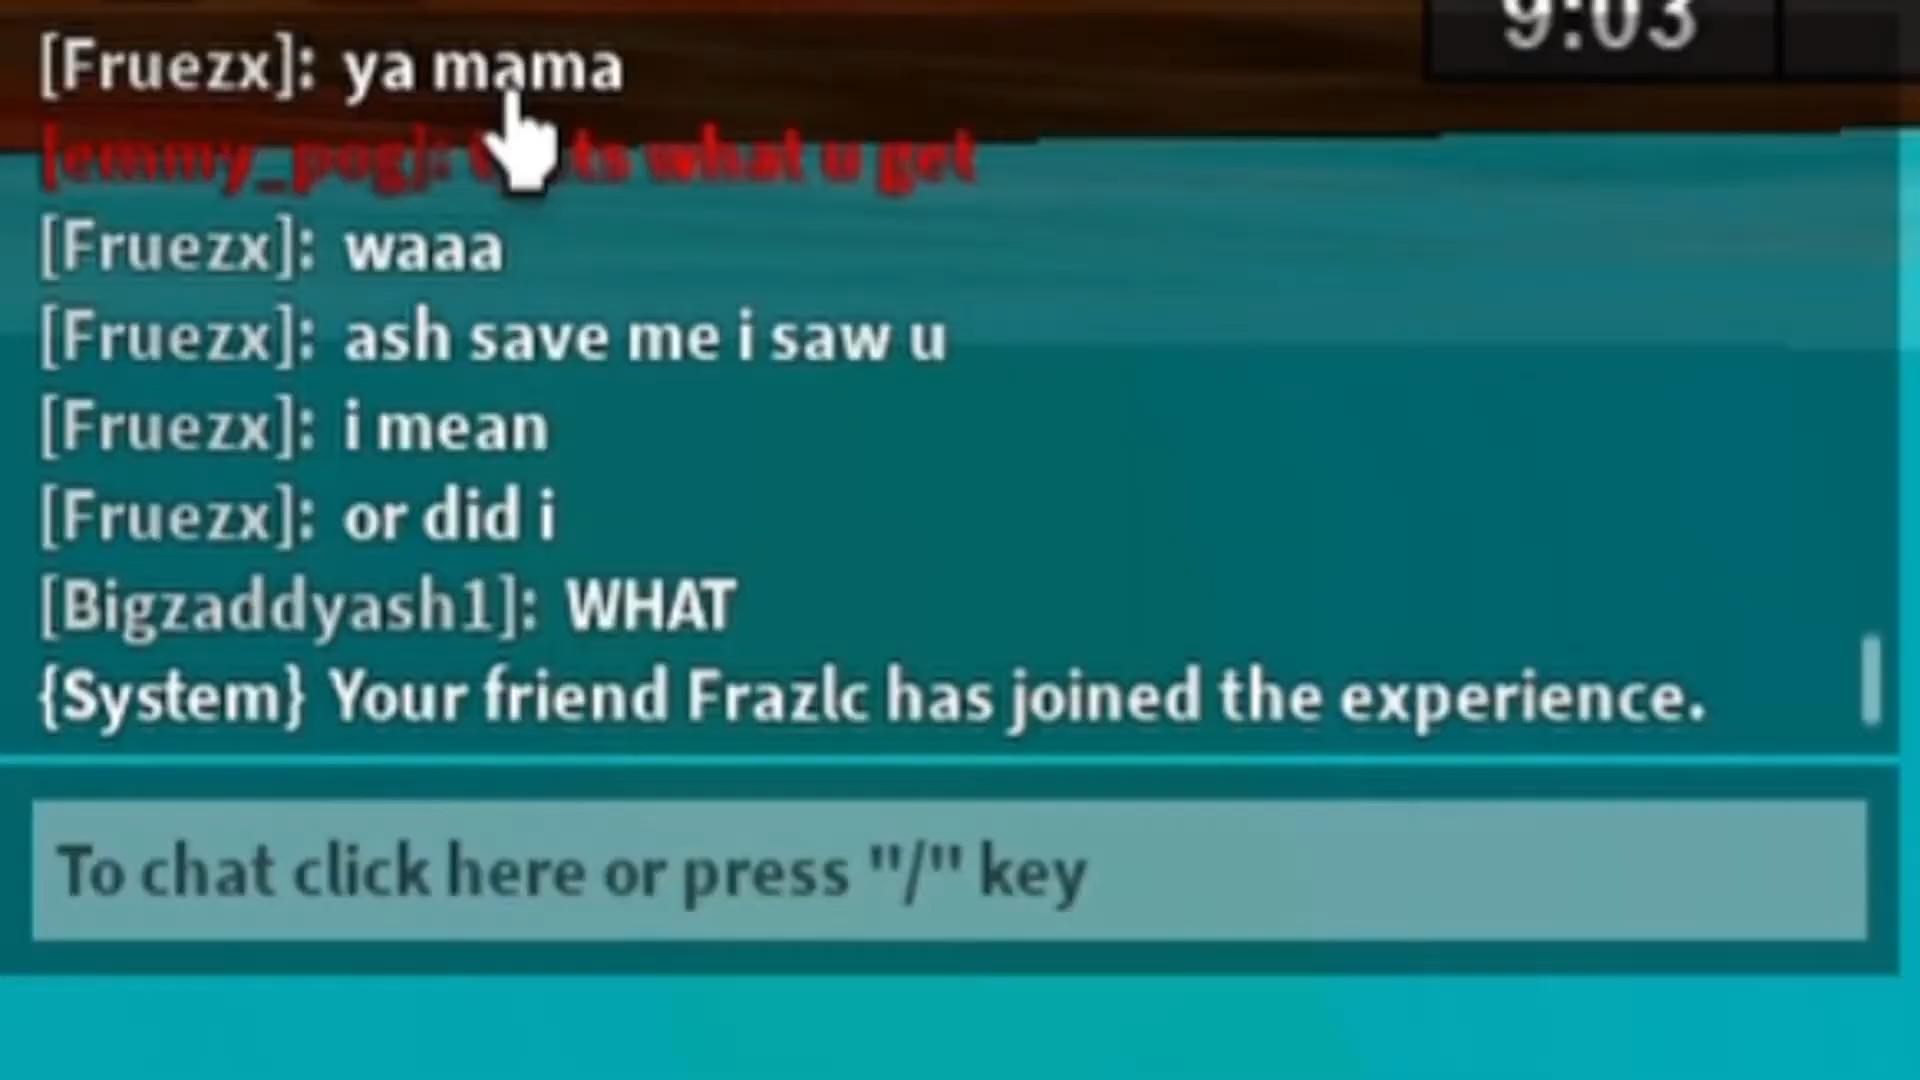 9:03
[Fruezx]: ya mama
[emmy_pog]: what u get
[Fruezx]: waaa
[Fruezx]: ash save me i saw u
[Fruezx]: i mean
[Fruezx]: or did i
[Bigzaddyash1]: WHAT
{System} Your friend Frazlc has joined the experience.
To chat click here or press "/" key